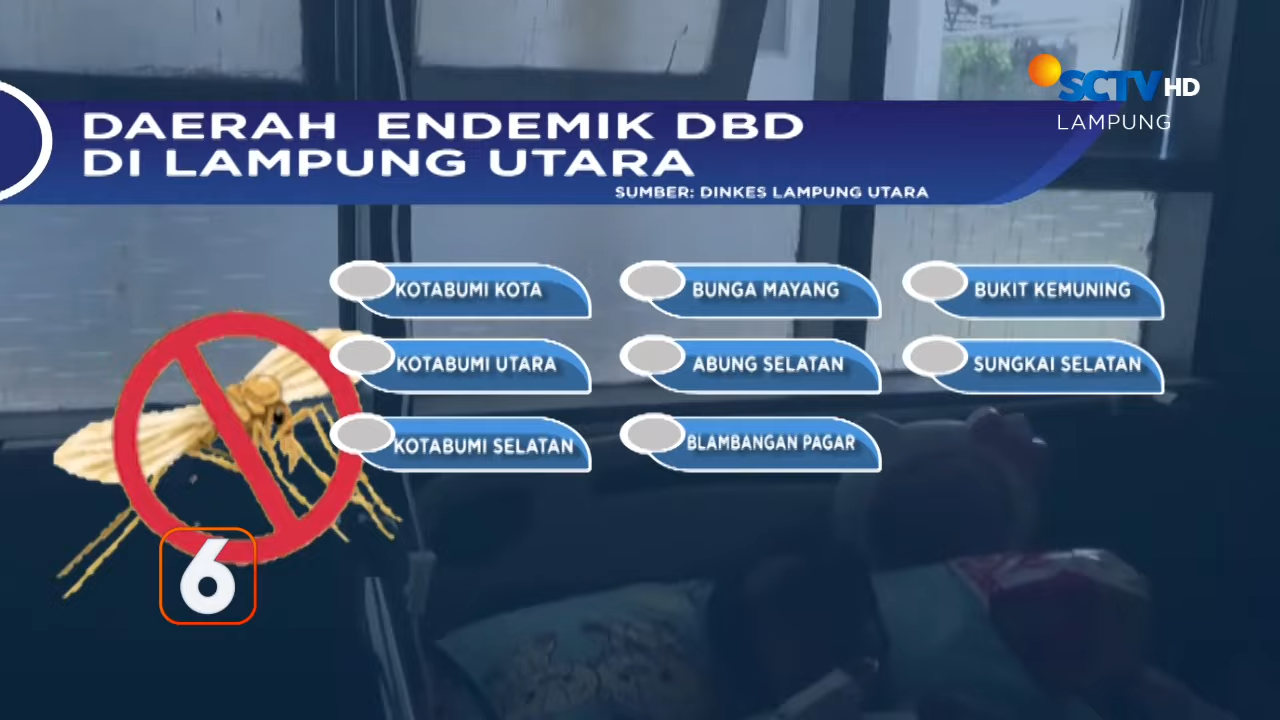 SCTV HD
LAMPUNG
DAERAH ENDEMIK DBD
DI LAMPUNG UTARA
SUMBER: DINKES LAMPUNG UTARA
KOTABUMI KOTA
KOTABUMI UTARA
KOTABUMI SELATAN
BUNGA MAYANG
ABUNG SELATAN
BLAMBANGAN PAGAR
BUKIT KEMUNING
SUNGKAI SELATAN
6